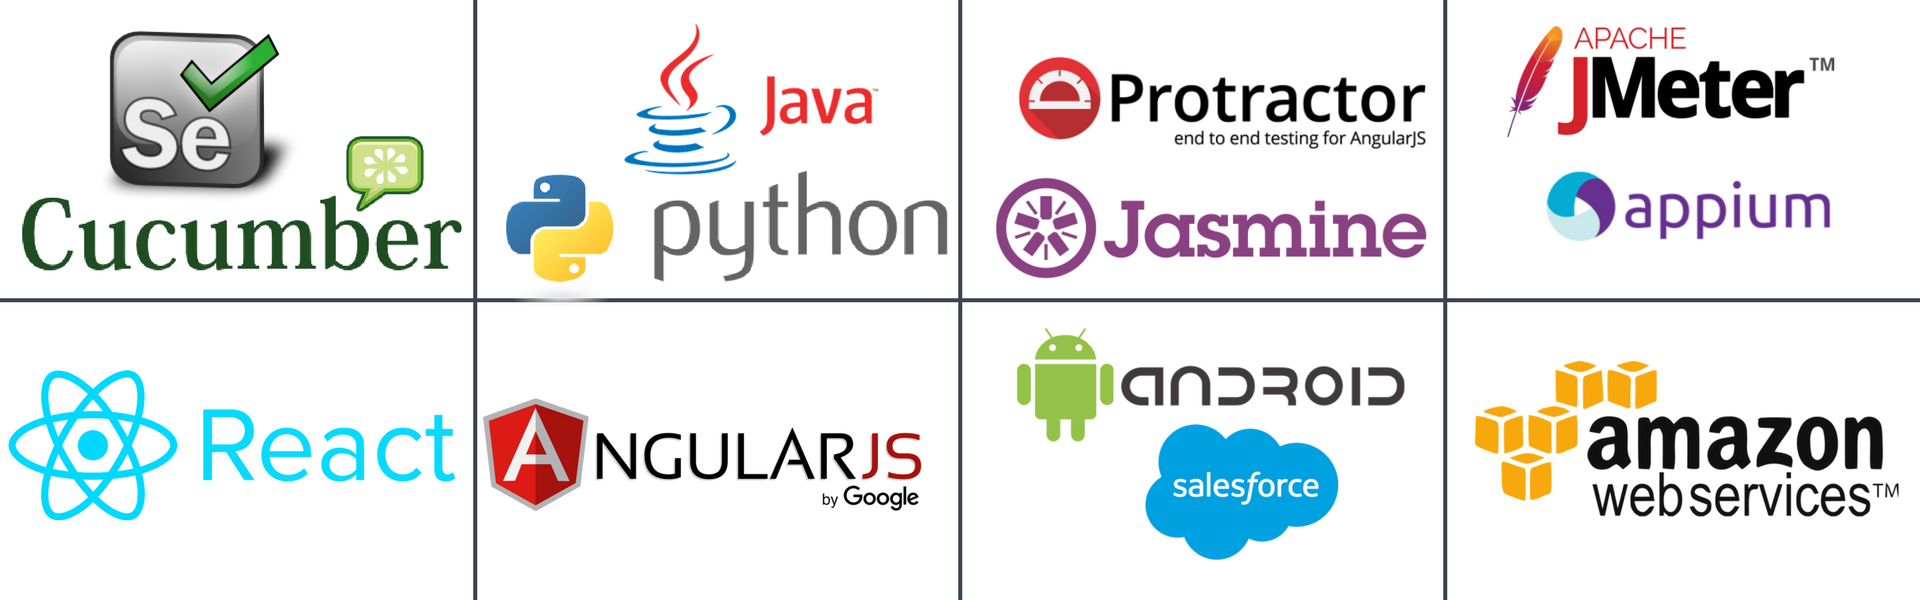 Se
Cucumber
Java™
python
Protractor
end to end testing for AngularJS
Jasmine
APACHE
JMeter™
appium
React
ANGULARJS
by Google
ANDROID
salesforce
amazon
webservices™